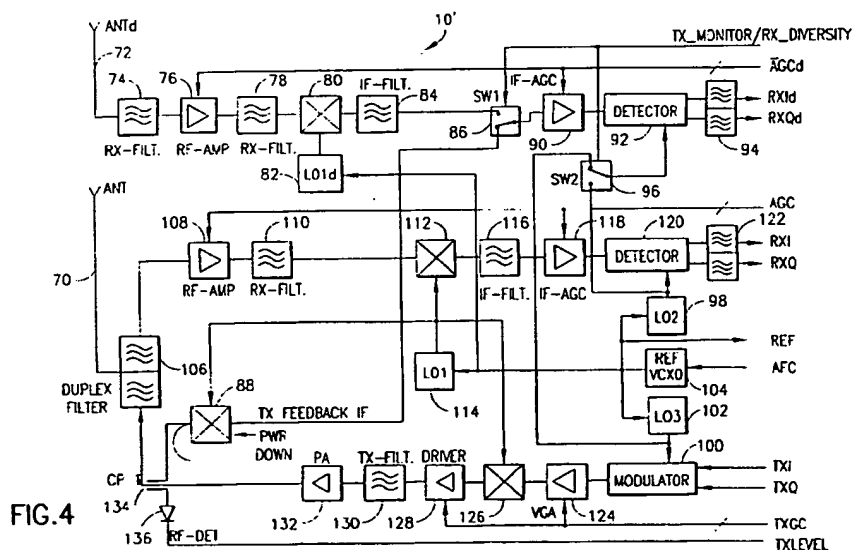 ANTd
10'
TX_MONITOR/RX_DIVERSITY
72
74
76
78
80
IF-FILT.
SW1
IF-AGC
AGCd
RXId
RXQd
84
86
DETECTOR
90
92
94
RX-FILT.
RF-AMP
RX-FILT.
82
LO1d
SW2
96
ANT
AGC
108
110
112
116
118
120
122
DETECTOR
RXI
RXQ
70
RF-AMP
RX-FILT.
IF-FILT.
IF-AGC
LO2
98
REF
106
DUPLEX
FILTER
88
LO1
114
REF
VCXO
104
AFC
TX FEEDBACK IF
PWR
DOWN
LO3
102
100
CP
134
PA
TX-FILT.
DRIVER
MODULATOR
TXI
TXQ
FIG.4
136
RF-DET
132
130
128
126
VGA
124
TXGC
TXLEVEL